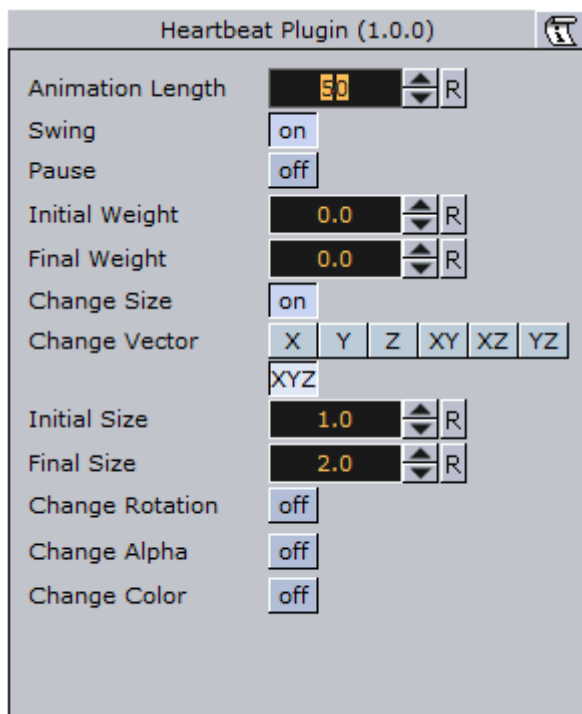 Heartbeat Plugin (1.0.0)
Animation Length 50 R
Swing on
Pause off
Initial Weight 0.0 R
Final Weight 0.0 R
Change Size on
Change Vector X Y Z XY XZ YZ
XYZ
Initial Size 1.0 R
Final Size 2.0 R
Change Rotation off
Change Alpha off
Change Color off